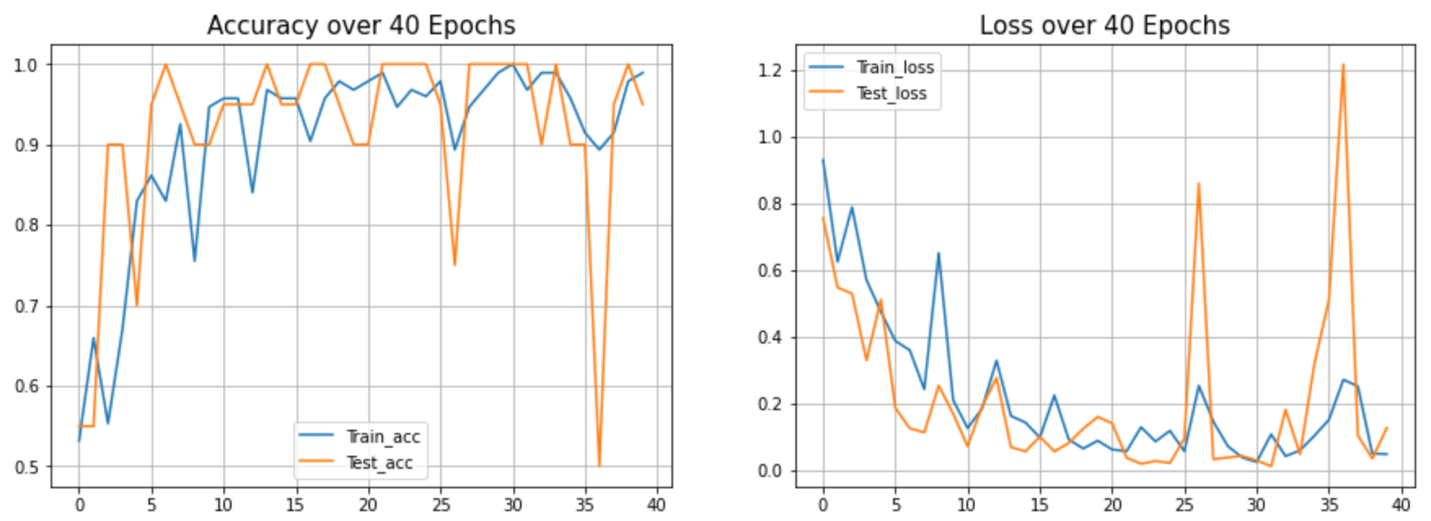 Accuracy over 40 Epochs
1.0
0.9
0.8
0.7
0.6
0.5
Train_acc
Test_acc
0 5 10 15 20 25 30 35 40
Loss over 40 Epochs
Train_loss
Test_loss
1.2
1.0
0.8
0.6
0.4
0.2
0.0
0 5 10 15 20 25 30 35 40